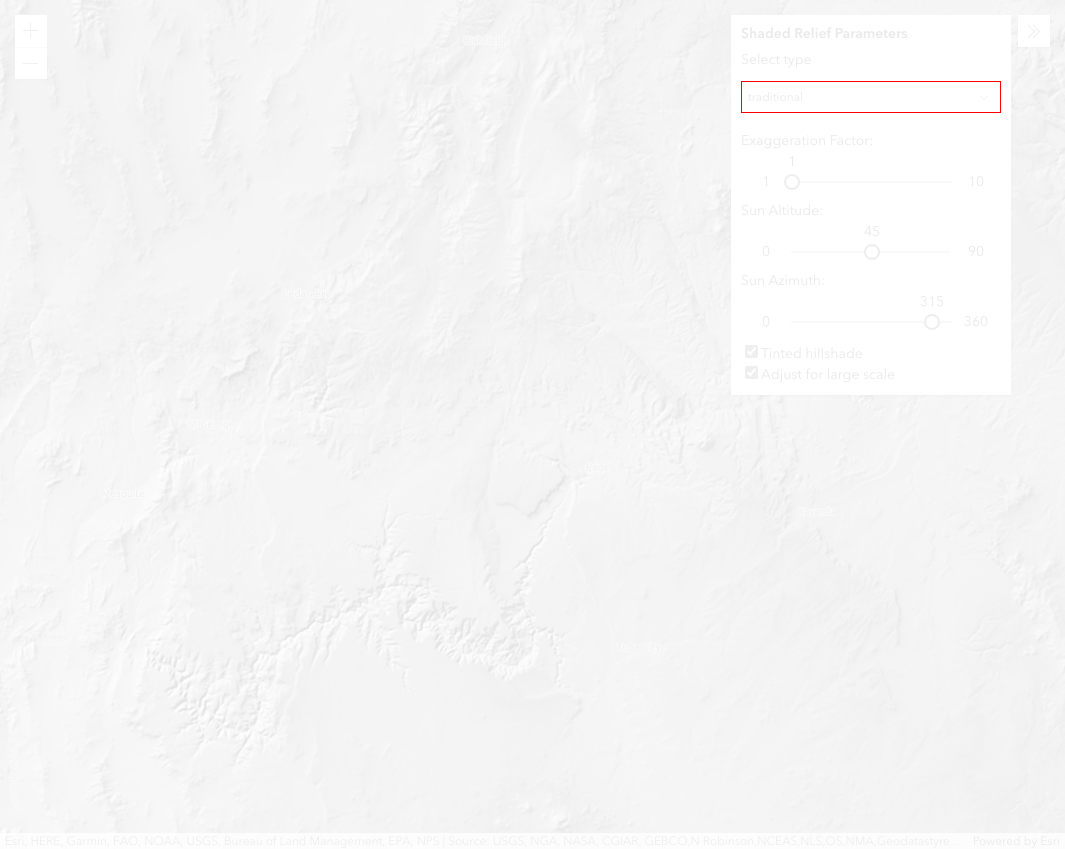 Shaded Relief Parameters
Select type
traditional
Exaggeration Factor:
1
1 10
Sun Altitude:
45
0 90
Sun Azimuth:
315
0 360
Tinted hillshade
Adjust for large scale
Esri, HERE, Garmin, FAO, NOAA, USGS, Bureau of Land Management, EPA, NPS | Source: USGS, NGA, NASA, CGIAR, GEBCO,N Robinson,NCEAS,NLS,OS,NMA,Geodatastyre Powered by Esri